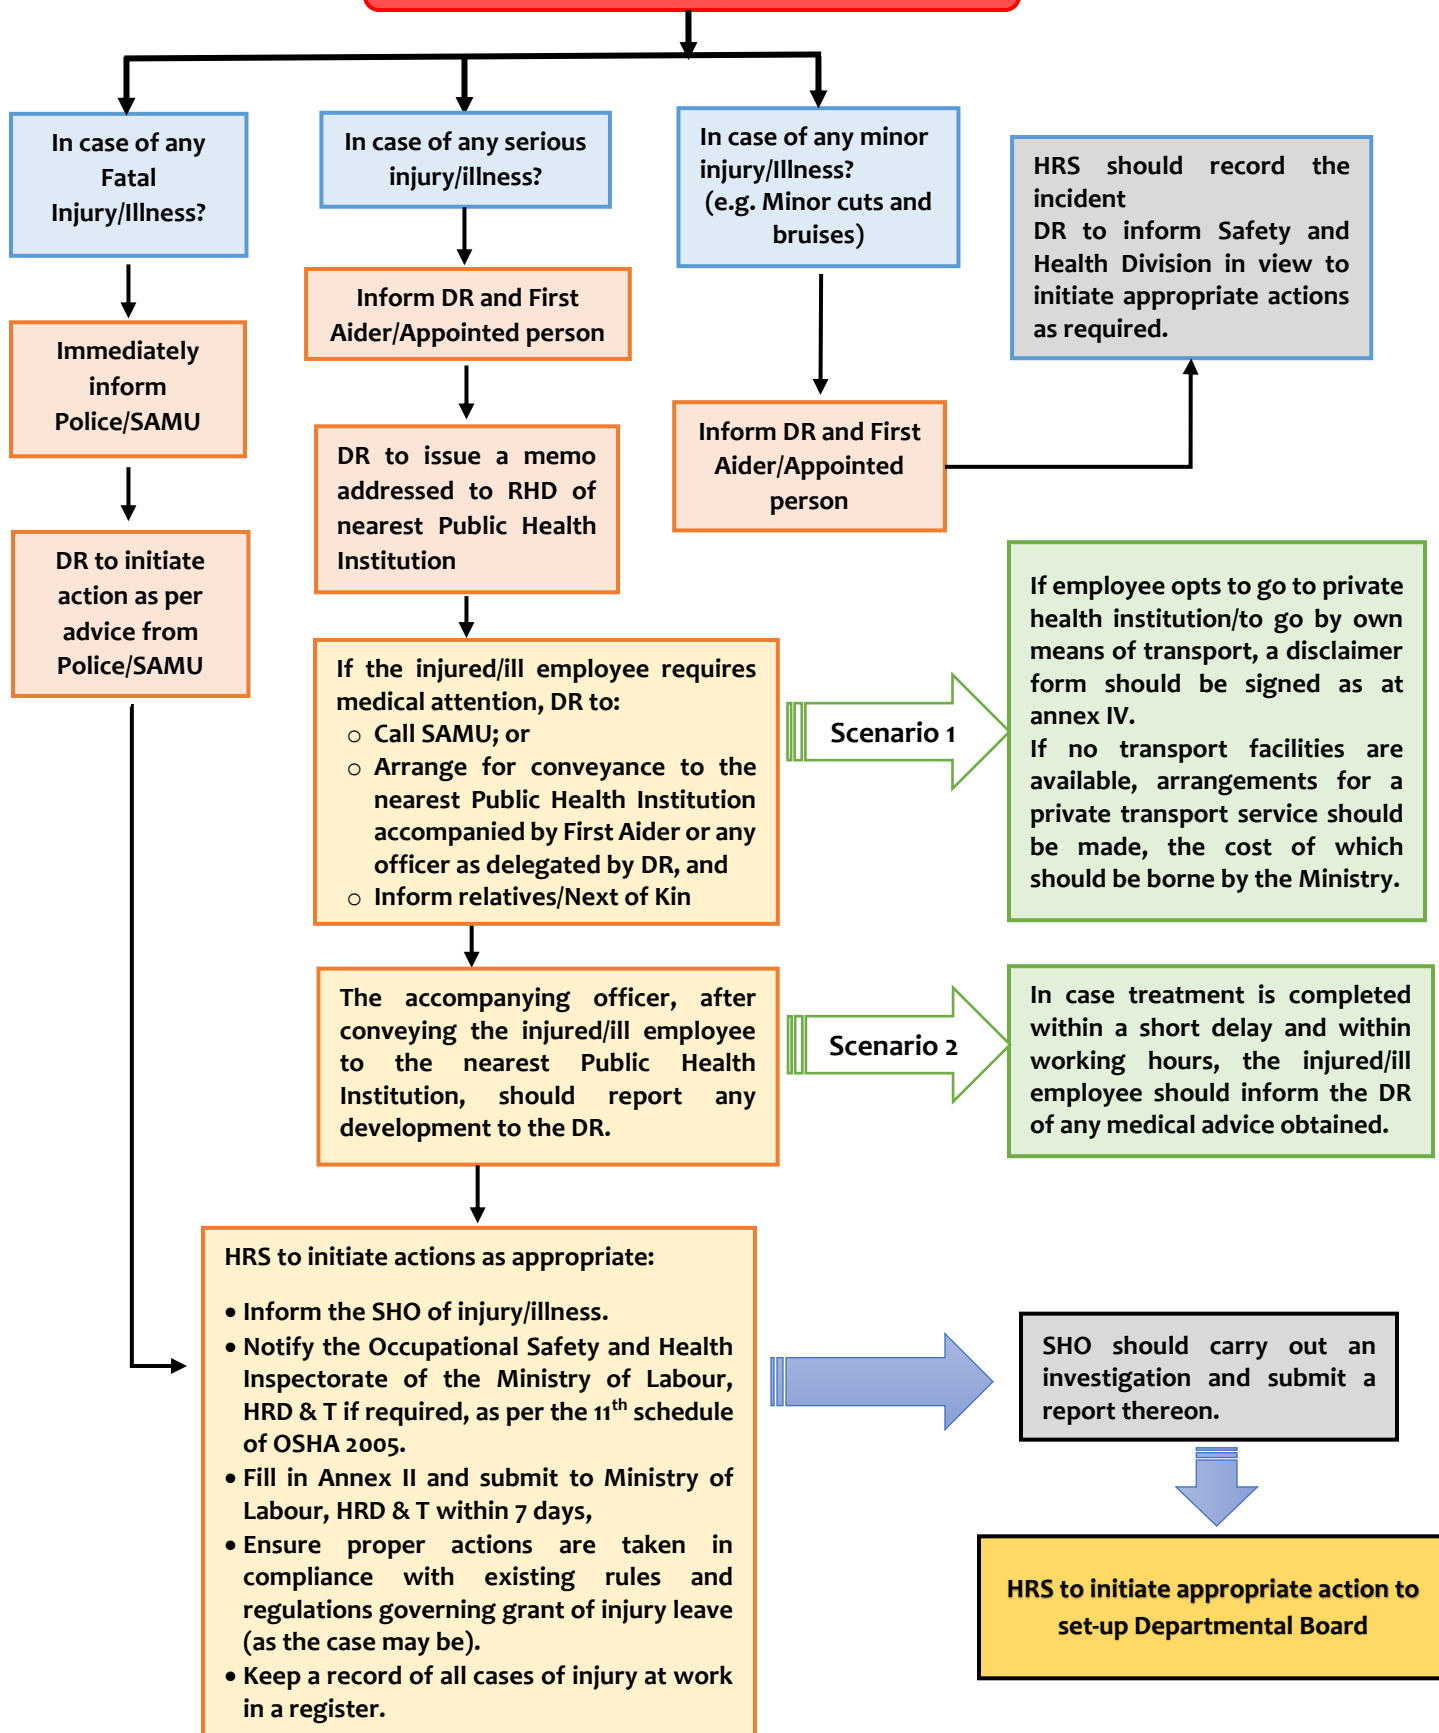 In case of any
Fatal
Injury/Illness?
In case of any serious
injury/illness?
In case of any minor
injury/Illness?
(e.g. Minor cuts and
bruises)
HRS should record the
incident
DR to inform Safety and
Health Division in view to
initiate appropriate actions
as required.
Immediately
inform
Police/SAMU
Inform DR and First
Aider/Appointed person
Inform DR and First
Aider/Appointed
person
DR to issue a memo
addressed to RHD of
nearest Public Health
Institution
DR to initiate
action as per
advice from
Police/SAMU
If the injured/ill employee requires
medical attention, DR to:
o Call SAMU; or
o Arrange for conveyance to the
nearest Public Health Institution
accompanied by First Aider or any
officer as delegated by DR, and
o Inform relatives/Next of Kin
Scenario 1
If employee opts to go to private
health institution/to go by own
means of transport, a disclaimer
form should be signed as at
annex IV.
If no transport facilities are
available, arrangements for a
private transport service should
be made, the cost of which
should be borne by the Ministry.
The accompanying officer, after
conveying the injured/ill employee
to the nearest Public Health
Institution, should report any
development to the DR.
Scenario 2
In case treatment is completed
within a short delay and within
working hours, the injured/ill
employee should inform the DR
of any medical advice obtained.
HRS to initiate actions as appropriate:
• Inform the SHO of injury/illness.
• Notify the Occupational Safety and Health
Inspectorate of the Ministry of Labour,
HRD & T if required, as per the 11th schedule
of OSHA 2005.
• Fill in Annex II and submit to Ministry of
Labour, HRD & T within 7 days,
• Ensure proper actions are taken in
compliance with existing rules and
regulations governing grant of injury leave
(as the case may be).
• Keep a record of all cases of injury at work
in a register.
SHO should carry out an
investigation and submit a
report thereon.
HRS to initiate appropriate action to
set-up Departmental Board